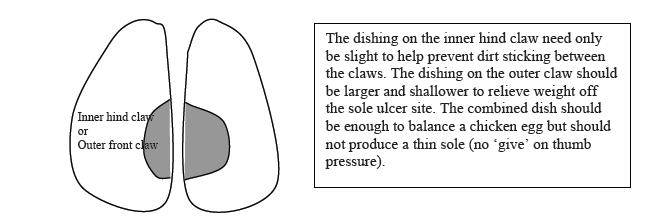 Inner hind claw
or
Outer front claw
The dishing on the inner hind claw need only
be slight to help prevent dirt sticking between
the claws. The dishing on the outer claw should
be larger and shallower to relieve weight off
the sole ulcer site. The combined dish should
be enough to balance a chicken egg but should
not produce a thin sole (no ‘give’ on thumb
pressure).